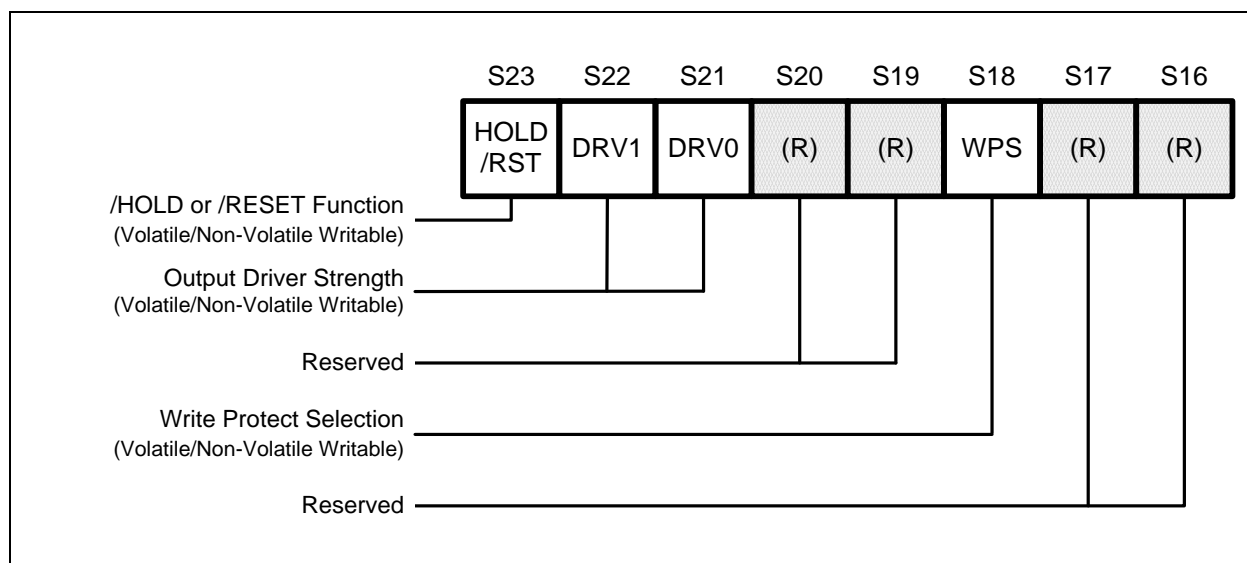 S23 S22 S21 S20 S19 S18 S17 S16
HOLD
/RST DRV1 DRV0 (R) (R) WPS (R) (R)
/HOLD or /RESET Function
(Volatile/Non-Volatile Writable)
Output Driver Strength
(Volatile/Non-Volatile Writable)
Reserved
Write Protect Selection
(Volatile/Non-Volatile Writable)
Reserved